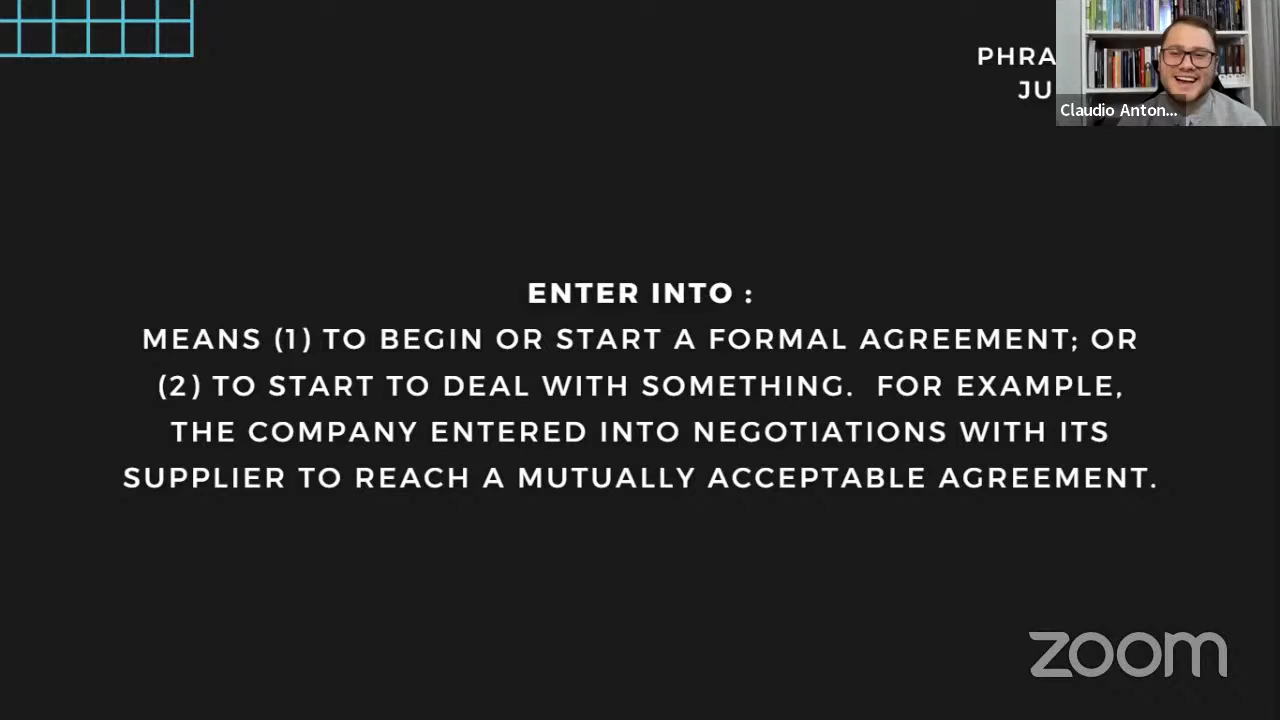 PHRA
JU
Claudio Anton...
ENTER INTO :
MEANS (1) TO BEGIN OR START A FORMAL AGREEMENT; OR
(2) TO START TO DEAL WITH SOMETHING. FOR EXAMPLE,
THE COMPANY ENTERED INTO NEGOTIATIONS WITH ITS
SUPPLIER TO REACH A MUTUALLY ACCEPTABLE AGREEMENT.
zoom